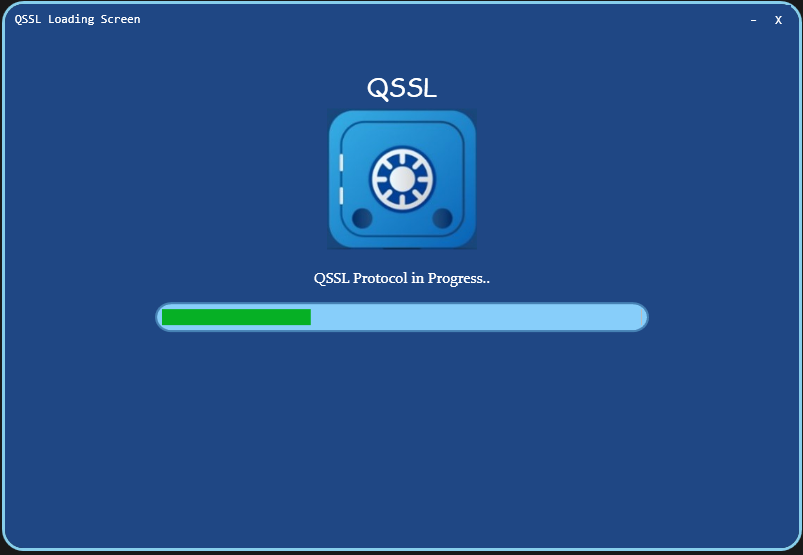 QSSL Loading Screen
– X
QSSL
QSSL Protocol in Progress..